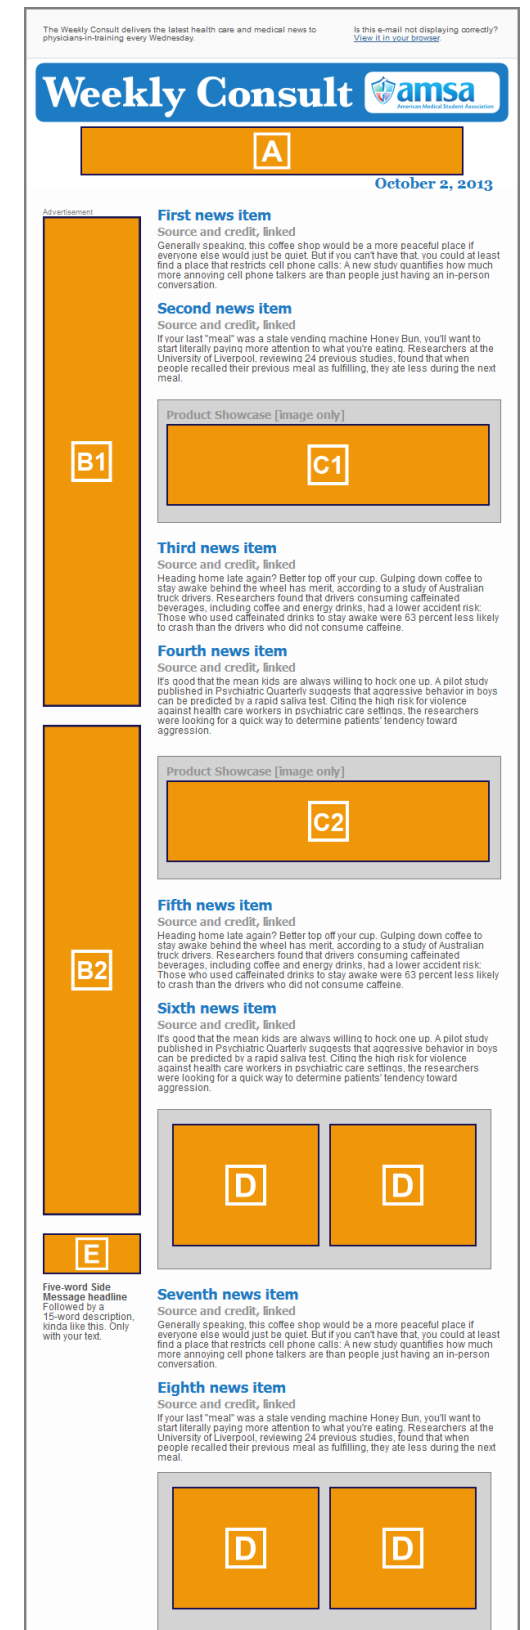 The Weekly Consult delivers the latest health care and medical news to
physicians-in-training every Wednesday.
Is this e-mail not displaying correctly?
View it in your browser.
Weekly Consult
amsa
American Medical Student Association
A
October 2, 2013
Advertisement
B1
B2
E
Five-word Side
Message headline
Followed by a
15-word description,
kinda like this. Only
with your text.
First news item
Source and credit, linked
Generally speaking, this coffee shop would be a more peaceful place if
everyone else would just be quiet. But if you can't have that, you could at least
find a place that restricts cell phone calls: A new study quantifies how much
more annoying cell phone talkers are than people just having an in-person
conversation.
Second news item
Source and credit, linked
If your last "meal" was a stale vending machine Honey Bun, you'll want to
start literally paying more attention to what you're eating. Researchers at the
University of Liverpool, reviewing 24 previous studies, found that when
people recalled their previous meal as fulfilling, they ate less during the next
meal.
Product Showcase [image only]
C1
Third news item
Source and credit, linked
Heading home late again? Better top off your cup. Gulping down coffee to
stay awake behind the wheel has merit, according to a study of Australian
truck drivers. Researchers found that drivers consuming caffeinated
beverages, including coffee and energy drinks, had a lower accident risk:
Those who used caffeinated drinks to stay awake were 63 percent less likely
to crash than the drivers who did not consume caffeine.
Fourth news item
Source and credit, linked
It's good that the mean kids are always willing to hock one up. A pilot study
published in Psychiatric Quarterly suggests that aggressive behavior in boys
can be predicted by a rapid saliva test. Citing the high risk for violence
against health care workers in psychiatric care settings, the researchers
were looking for a quick way to determine patients' tendency toward
aggression.
Product Showcase [image only]
C2
Fifth news item
Source and credit, linked
Heading home late again? Better top off your cup. Gulping down coffee to
stay awake behind the wheel has merit, according to a study of Australian
truck drivers. Researchers found that drivers consuming caffeinated
beverages, including coffee and energy drinks, had a lower accident risk:
Those who used caffeinated drinks to stay awake were 63 percent less likely
to crash than the drivers who did not consume caffeine.
Sixth news item
Source and credit, linked
It's good that the mean kids are always willing to hock one up. A pilot study
published in Psychiatric Quarterly suggests that aggressive behavior in boys
can be predicted by a rapid saliva test. Citing the high risk for violence
against health care workers in psychiatric care settings, the researchers
were looking for a quick way to determine patients' tendency toward
aggression.
D D
Seventh news item
Source and credit, linked
Generally speaking, this coffee shop would be a more peaceful place if
everyone else would just be quiet. But if you can't have that, you could at least
find a place that restricts cell phone calls: A new study quantifies how much
more annoying cell phone talkers are than people just having an in-person
conversation.
Eighth news item
Source and credit, linked
If your last "meal" was a stale vending machine Honey Bun, you'll want to
start literally paying more attention to what you're eating. Researchers at the
University of Liverpool, reviewing 24 previous studies, found that when
people recalled their previous meal as fulfilling, they ate less during the next
meal.
D D